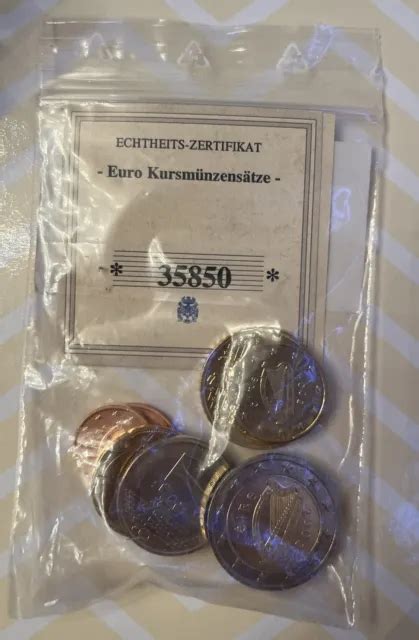 ECHTHEITS-ZERTIFIKAT
- Euro Kursmünzensätze -
* 35850 *